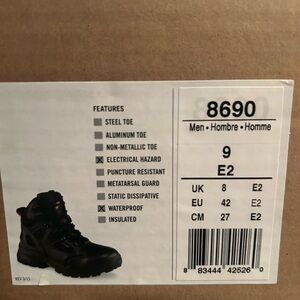 FEATURES
STEEL TOE
ALUMINUM TOE
NON-METALLIC TOE
ELECTRICAL HAZARD
PUNCTURE RESISTANT
METATARSAL GUARD
STATIC DISSIPATIVE
WATERPROOF
INSULATED
8690
Men • Hombre • Homme
9
E2
UK 8 E2
EU 42 E2
CM 27 E2
8 83444 42526 0